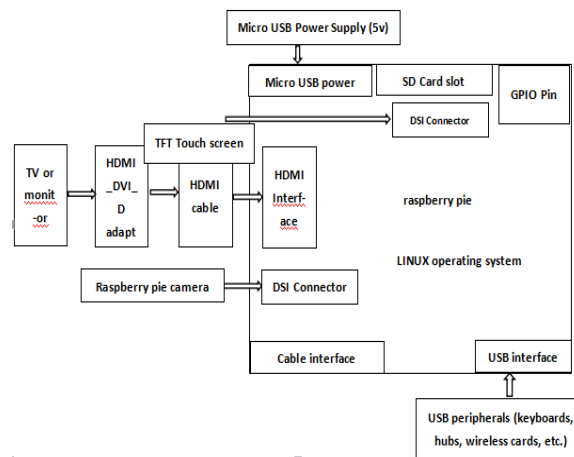 Micro USB Power Supply (5v)
Micro USB power
SD Card slot
GPIO Pin
DSI Connector
TFT Touch screen
TV or
monit
-or
HDMI
_DVI_
D
adapt
HDMI
cable
HDMI
Interf-
ace
raspberry pie
LINUX operating system
Raspberry pie camera
DSI Connector
Cable interface
USB interface
USB peripherals (keyboards,
hubs, wireless cards, etc.)